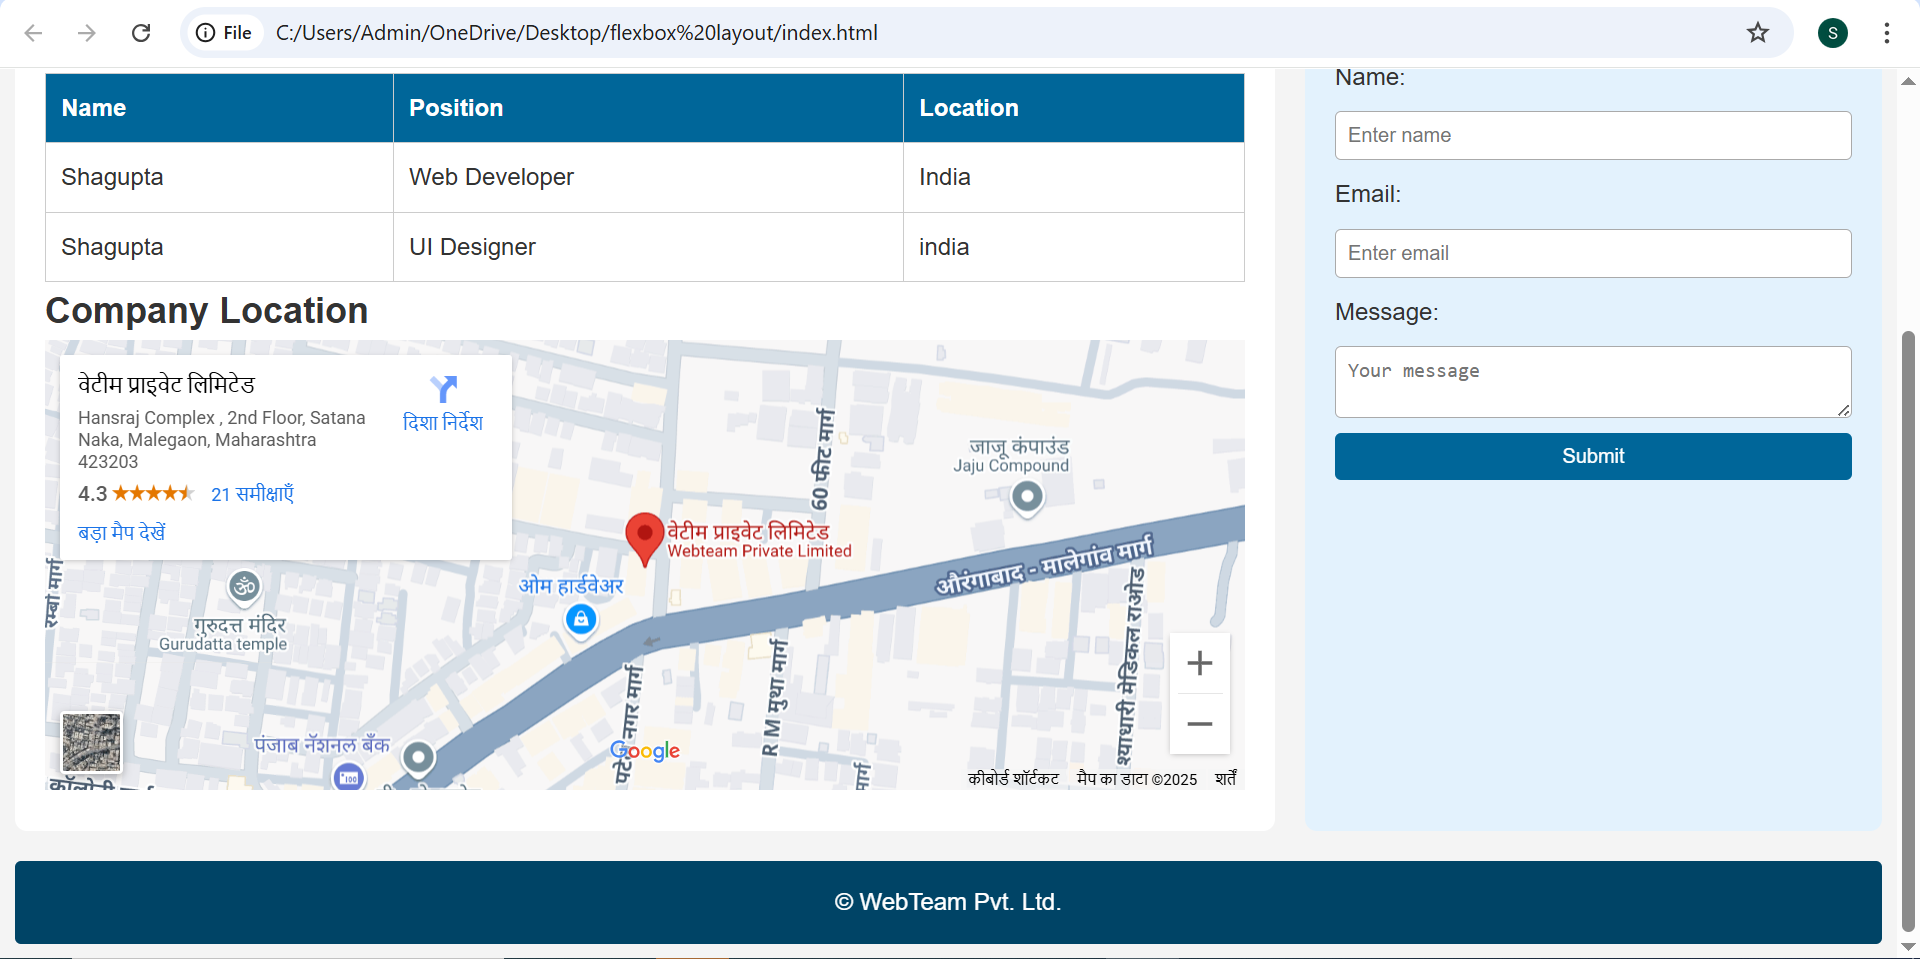 File C:/Users/Admin/OneDrive/Desktop/flexbox%20layout/index.html
S
Name Position Location
Shagupta Web Developer India
Shagupta UI Designer india
Company Location
वेटीम प्राइवेट लिमिटेड
Hansraj Complex , 2nd Floor, Satana
Naka, Malegaon, Maharashtra
423203
दिशा निर्देश
4.3 21 समीक्षाएँ
बड़ा मैप देखें
60 फीट मार्ग
जाजू कंपाउंड
Jaju Compound
वेटीम प्राइवेट लिमिटेड
Webteam Private Limited
औरंगाबाद - मालेगांव मार्ग
ओम हार्डवेअर
गुरुदत्त मंदिर
Gurudatta temple
R M मुथा मार्ग
पंजाब नॅशनल बँक
Google
कीबोर्ड शॉर्टकट मैप का डाटा ©2025 शर्तें
Name:
Enter name
Email:
Enter email
Message:
Your message
Submit
© WebTeam Pvt. Ltd.